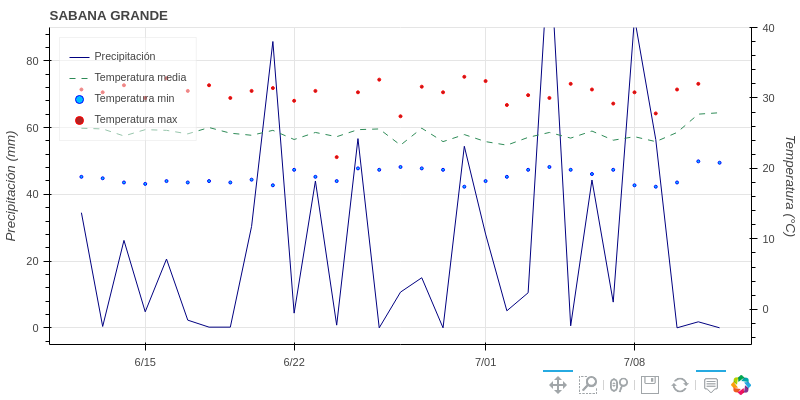 SABANA GRANDE
Precipitación
Temperatura media
Temperatura min
Temperatura max
Precipitación (mm)
80
60
40
20
0
Temperatura (°C)
40
30
20
10
0
6/15
6/22
7/01
7/08